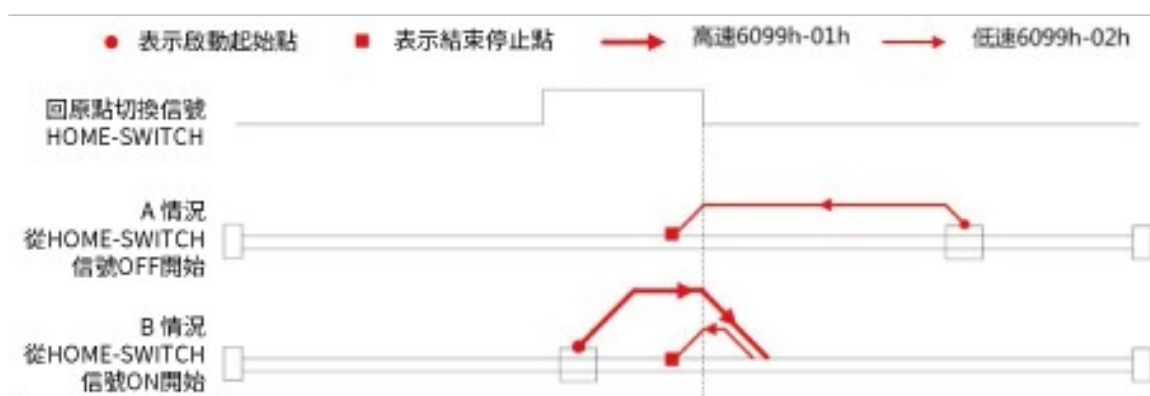 表示啟動起始點 表示結束停止點 高速6099h-01h 低速6099h-02h
回原點切換信號
HOME-SWITCH
A 情況
從HOME-SWITCH
信號OFF開始
B 情況
從HOME-SWITCH
信號ON開始